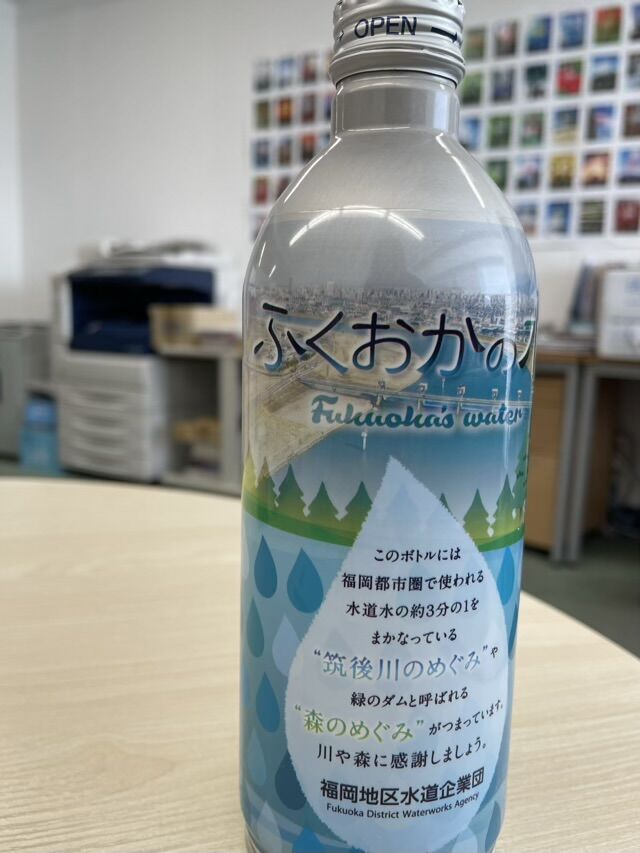 OPEN →
ふくおかの
Fukuoka's water
このボトルには
福岡都市圏で使われる
水道水の約3分の1を
まかなっている
“筑後川のめぐみ”や
緑のダムと呼ばれる
“森のめぐみ”がつまっています。
川や森に感謝しましょう。
福岡地区水道企業団
Fukuoka District Waterworks Agency